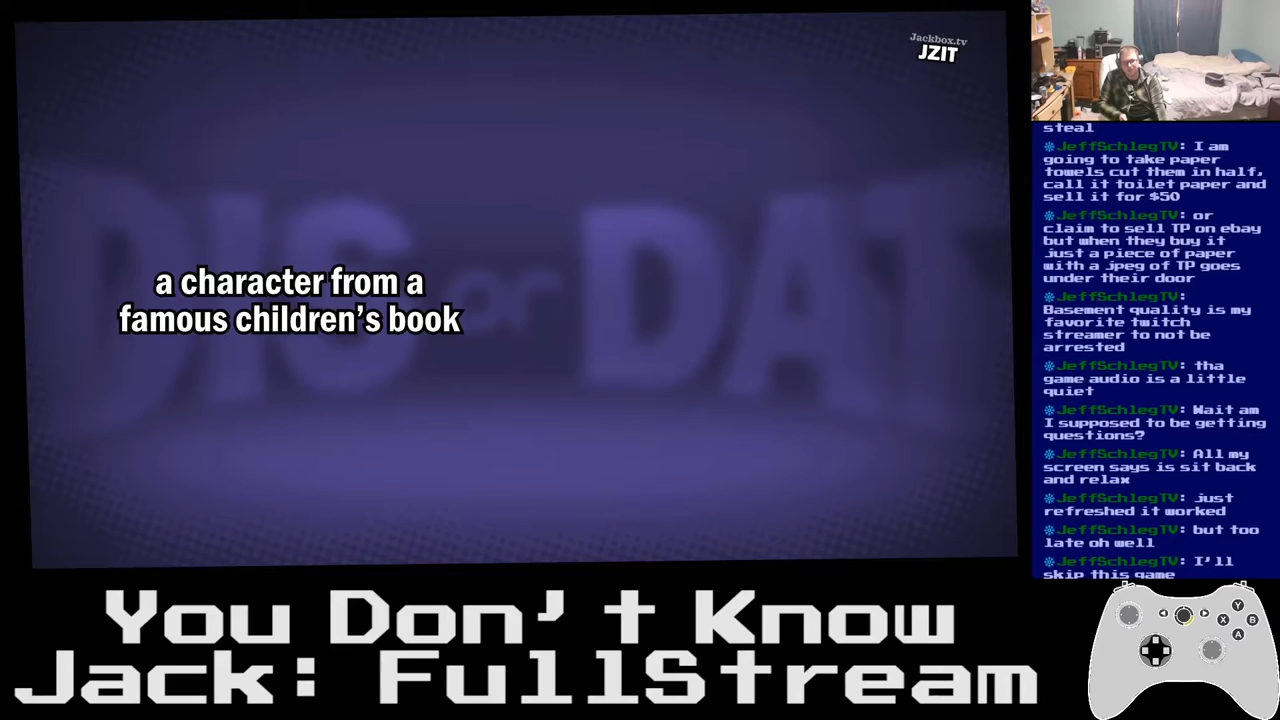 Jackbox.tv
JZIT
DIS or DAT
a character from a
famous children's book
steal
JeffSchlegTV: I am
going to take paper
towels cut them in half,
call it toilet paper and
sell it for $50
JeffSchlegTV: or
claim to sell TP on ebay
but when they buy it
just a piece of paper
with a jpeg of TP goes
under their door
JeffSchlegTV:
Basement quality is my
favorite twitch
streamer to not be
arrested
JeffSchlegTV: tha
game audio is a little
quiet
JeffSchlegTV: Wait am
I supposed to be getting
questions?
JeffSchlegTV: All my
screen says is sit back
and relax
JeffSchlegTV: just
refreshed it worked
JeffSchlegTV: but too
late oh well
JeffSchlegTV: I'll
skip this game
You Don't Know
Jack: FullStream
Y
X
B
A